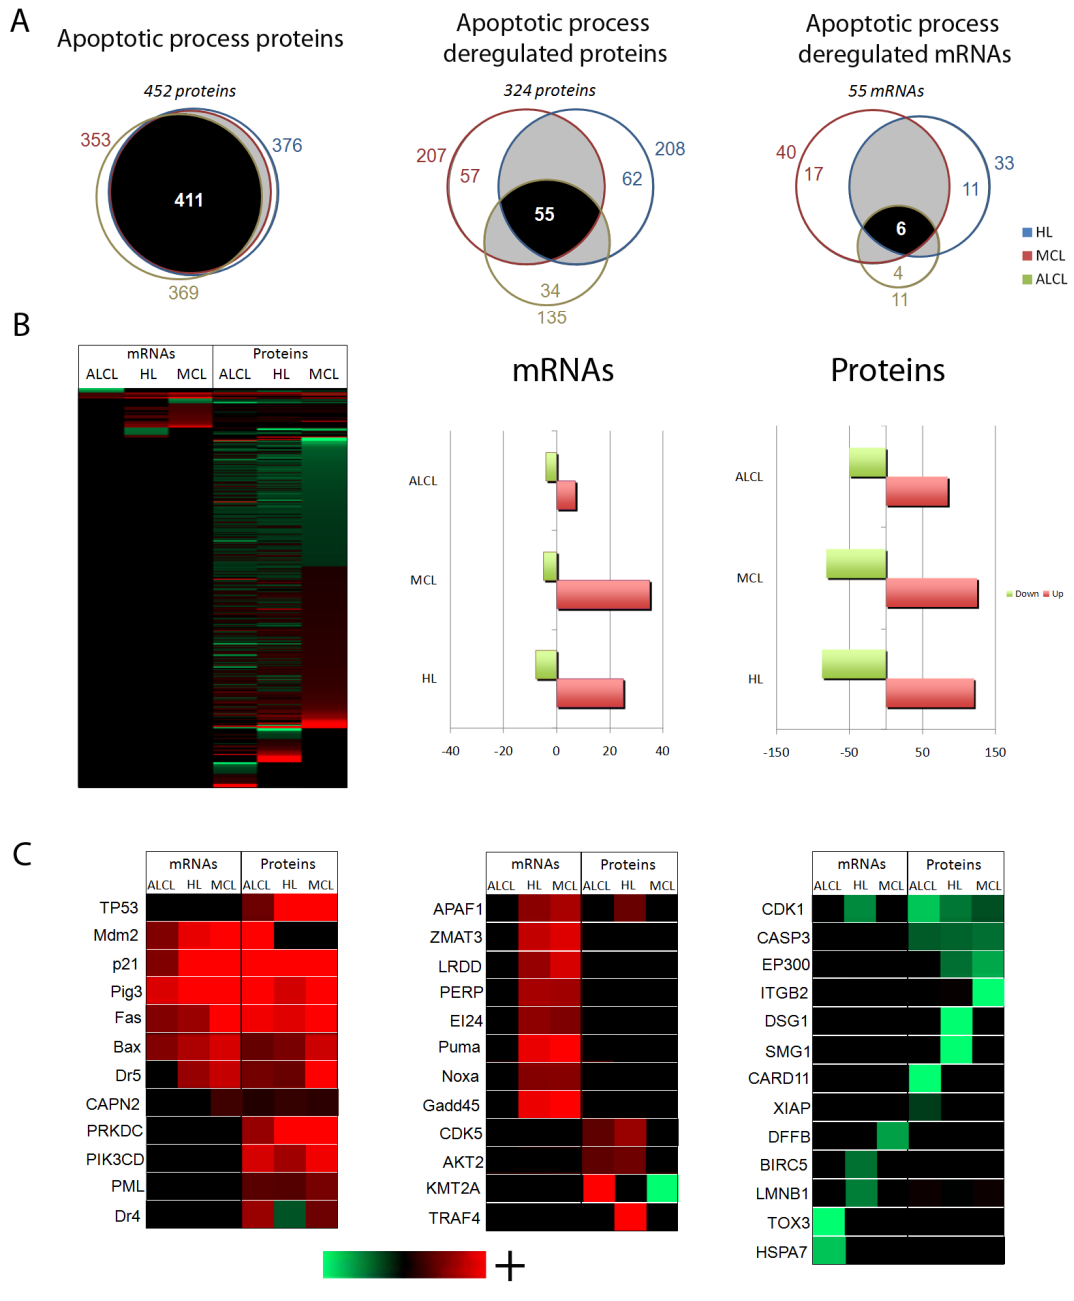 A
Apoptotic process proteins
452 proteins
353
376
411
369
Apoptotic process
deregulated proteins
324 proteins
207
57
208
62
55
34
135
Apoptotic process
deregulated mRNAs
55 mRNAs
40
17
33
11
6
4
11
HL
MCL
ALCL
B
mRNAs Proteins
ALCL HL MCL ALCL HL MCL
mRNAs
ALCL
MCL
HL
-40 -20 0 20 40
Proteins
ALCL
MCL
HL
-150 -50 50 150
Down Up
C
mRNAs Proteins
ALCL HL MCL ALCL HL MCL
TP53
Mdm2
p21
Pig3
Fas
Bax
Dr5
CAPN2
PRKDC
PIK3CD
PML
Dr4
mRNAs Proteins
ALCL HL MCL ALCL HL MCL
APAF1
ZMAT3
LRDD
PERP
EI24
Puma
Noxa
Gadd45
CDK5
AKT2
KMT2A
TRAF4
mRNAs Proteins
ALCL HL MCL ALCL HL MCL
CDK1
CASP3
EP300
ITGB2
DSG1
SMG1
CARD11
XIAP
DFFB
BIRC5
LMNB1
TOX3
HSPA7
+